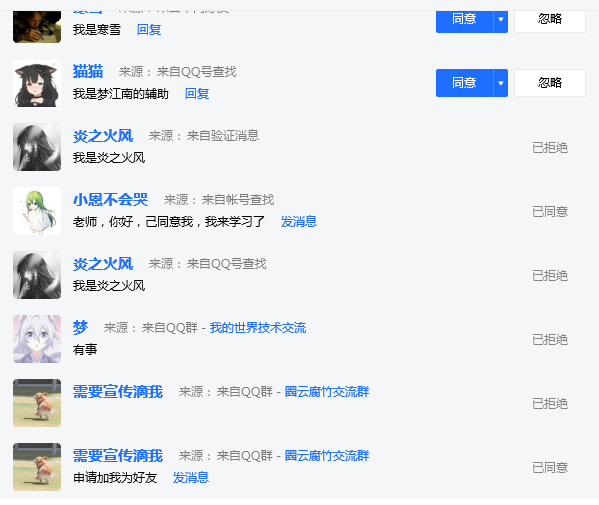 我是寒雪 回复 同意 忽略
猫猫 来源：来自QQ号查找
我是梦江南的辅助 回复 同意 忽略
炎之火风 来源：来自验证消息
我是炎之火风 已拒绝
小恩不会哭 来源：来自帐号查找
老师，你好，己同意我，我来学习了 发消息 已同意
炎之火风 来源：来自QQ号查找
我是炎之火风 已拒绝
梦 来源：来自QQ群 - 我的世界技术交流
有事 已拒绝
需要宣传滴我 来源：来自QQ群 - 圈云腐竹交流群
已拒绝
需要宣传滴我 来源：来自QQ群 - 圈云腐竹交流群
申请加我为好友 发消息 已同意